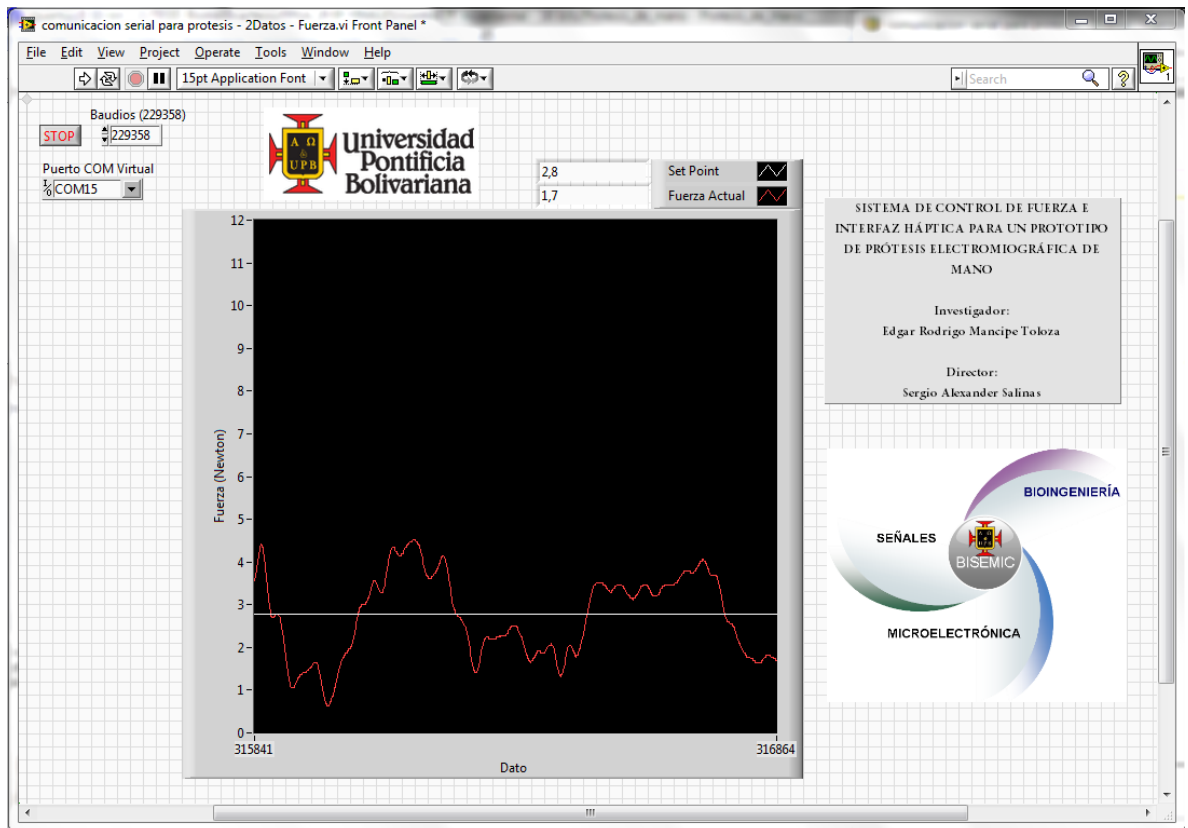 comunicacion serial para protesis - 2Datos - Fuerza.vi Front Panel *
File Edit View Project Operate Tools Window Help
15pt Application Font
Search
1
Baudios (229358)
STOP
229358
Puerto COM Virtual
I/O COM15
Α Ω
&
UPB
Universidad
Pontificia
Bolivariana
2,8
Set Point
1,7
Fuerza Actual
12
11
10
9
8
7
6
5
4
3
2
1
0
Fuerza (Newton)
315841
316864
Dato
SISTEMA DE CONTROL DE FUERZA E
INTERFAZ HÁPTICA PARA UN PROTOTIPO
DE PRÓTESIS ELECTROMIOGRÁFICA DE
MANO
Investigador:
Edgar Rodrigo Mancipe Toloza
Director:
Sergio Alexander Salinas
BIOINGENIERÍA
SEÑALES
BISEMIC
MICROELECTRÓNICA